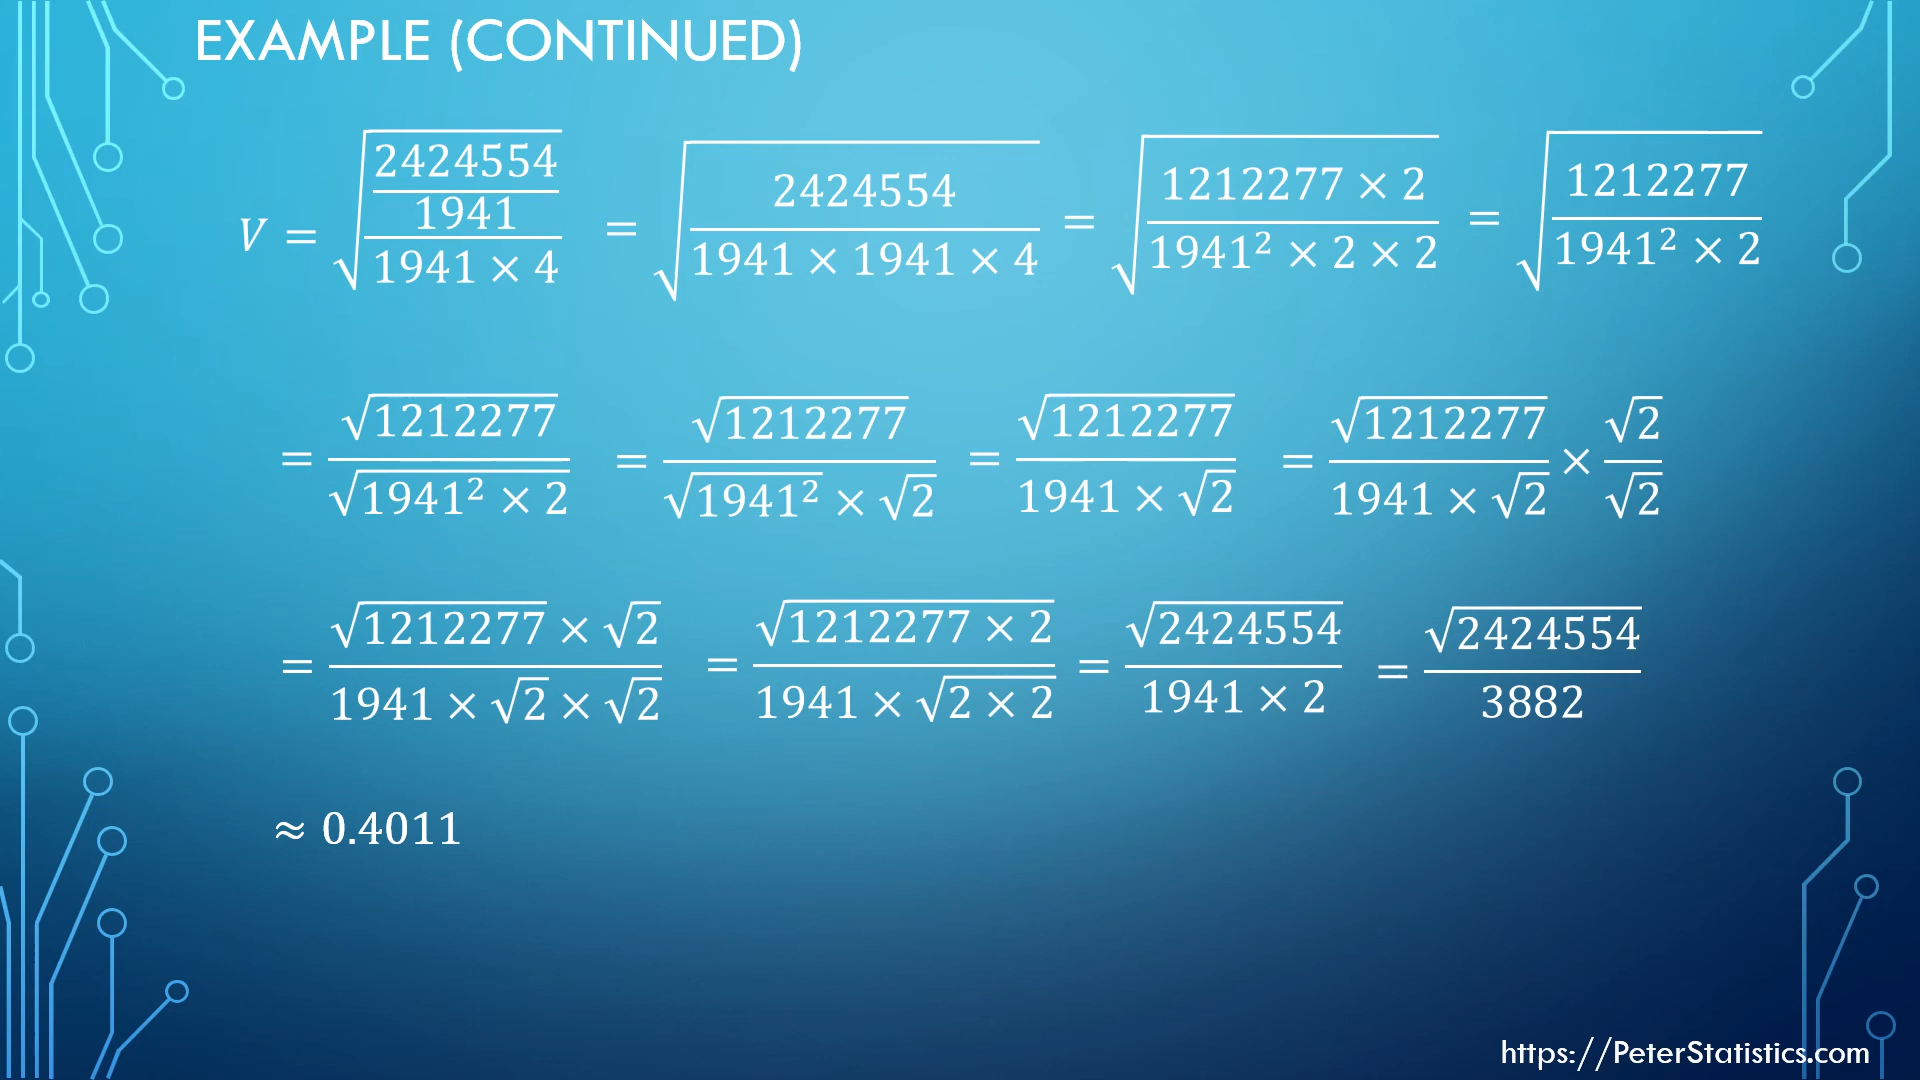 EXAMPLE (CONTINUED)
V = √((2424554/1941)/(1941 × 4)) = √(2424554/(1941 × 1941 × 4)) = √((1212277 × 2)/(1941² × 2 × 2)) = √(1212277/(1941² × 2))
= √1212277/√(1941² × 2) = √1212277/(√1941² × √2) = √1212277/(1941 × √2) = √1212277/(1941 × √2) × √2/√2
= (√1212277 × √2)/(1941 × √2 × √2) = √(1212277 × 2)/(1941 × √(2 × 2)) = √2424554/(1941 × 2) = √2424554/3882
≈ 0.4011
https://PeterStatistics.com